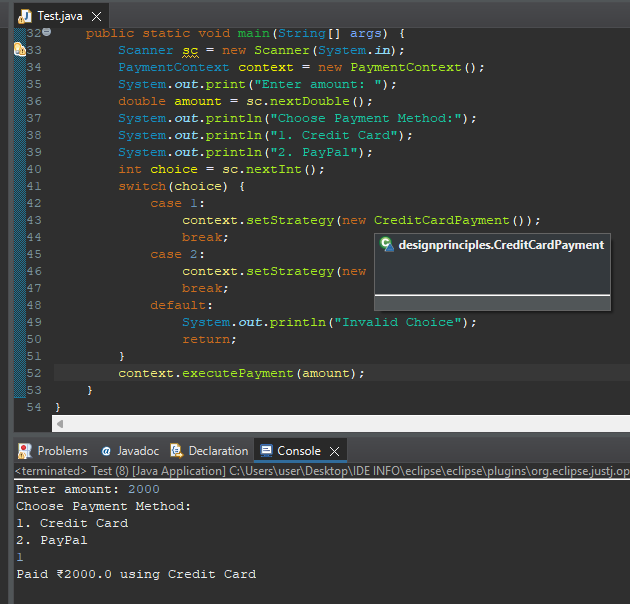 Test.java
32 public static void main(String[] args) {
33 Scanner sc = new Scanner(System.in);
34 PaymentContext context = new PaymentContext();
35 System.out.print("Enter amount: ");
36 double amount = sc.nextDouble();
37 System.out.println("Choose Payment Method:");
38 System.out.println("1. Credit Card");
39 System.out.println("2. PayPal");
40 int choice = sc.nextInt();
41 switch(choice) {
42 case 1:
43 context.setStrategy(new CreditCardPayment());
44 break;
designprinciples.CreditCardPayment
45 case 2:
46 context.setStrategy(new
47 break;
48 default:
49 System.out.println("Invalid Choice");
50 return;
51 }
52 context.executePayment(amount);
53 }
54 }
Problems Javadoc Declaration Console
<terminated> Test (8) [Java Application] C:\Users\user\Desktop\IDE INFO\eclipse\eclipse\plugins\org.eclipse.justj.op
Enter amount: 2000
Choose Payment Method:
1. Credit Card
2. PayPal
1
Paid ₹2000.0 using Credit Card